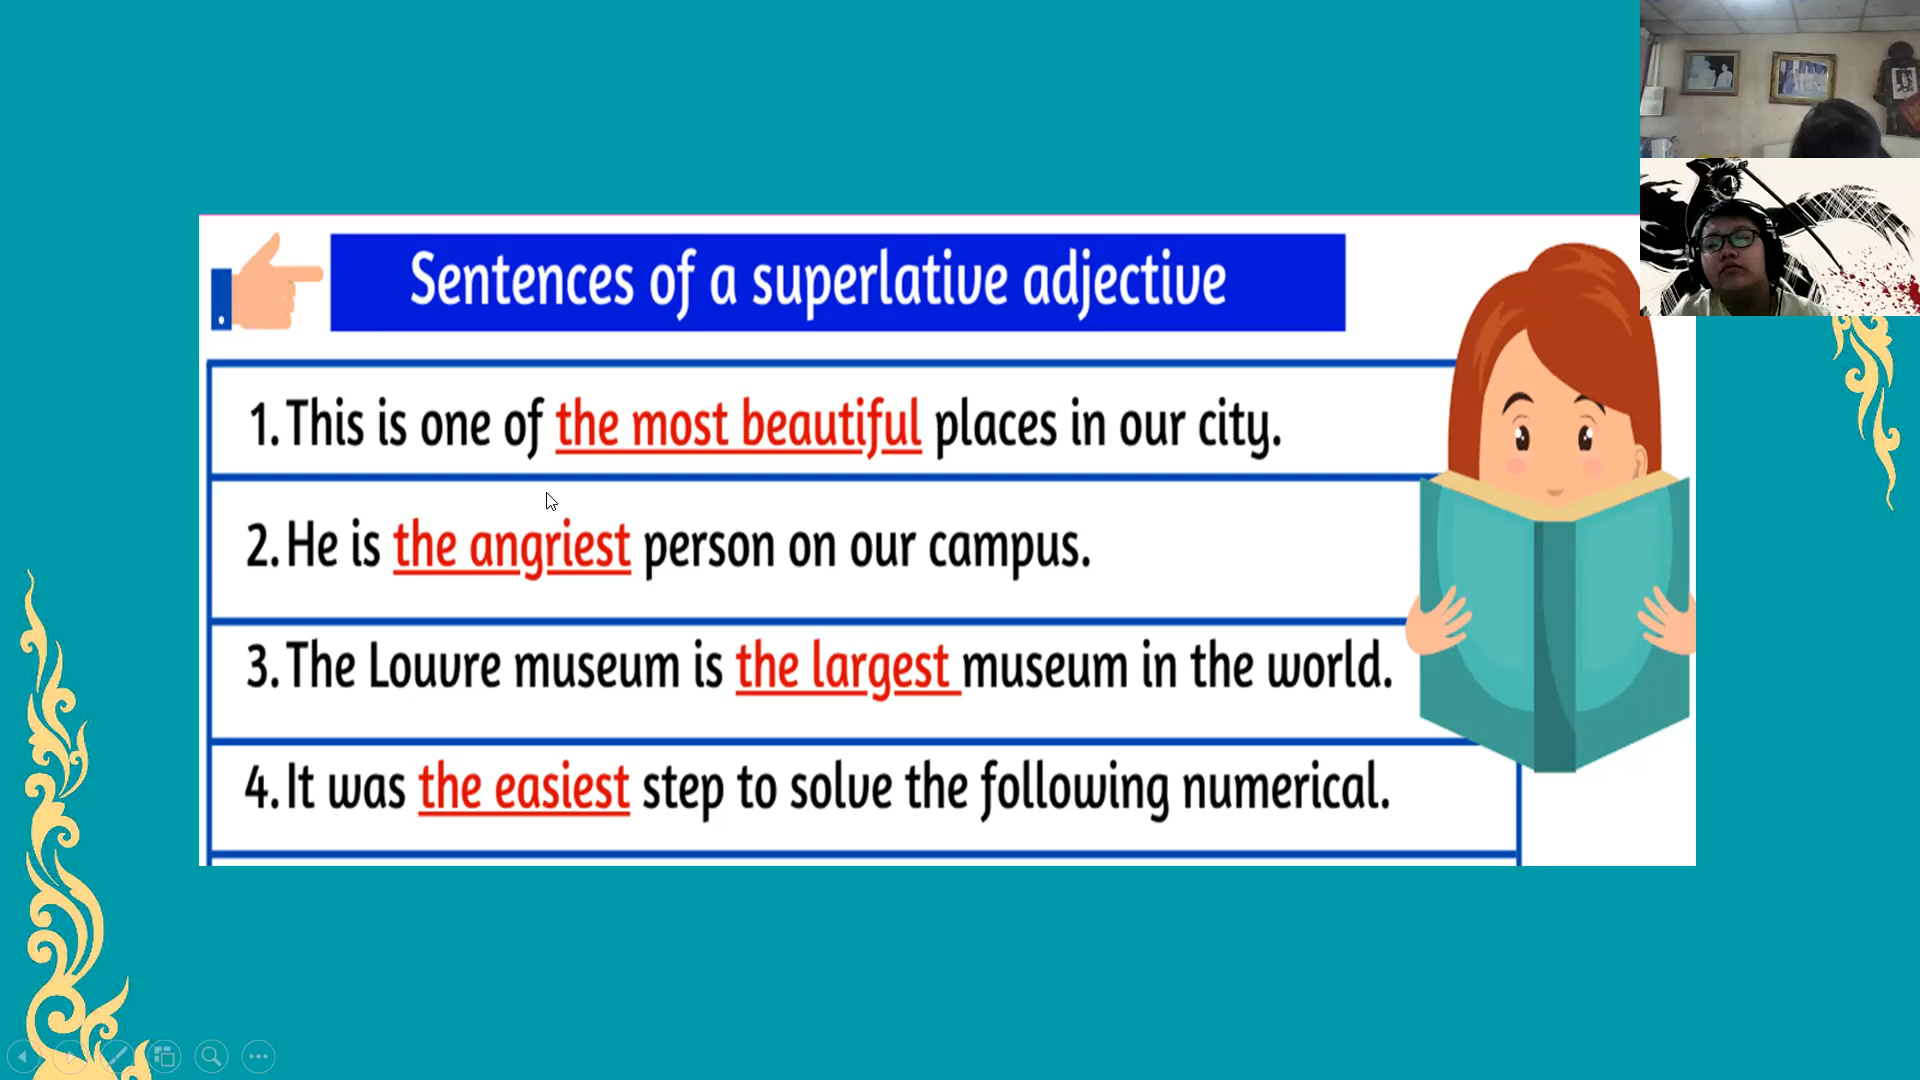 Sentences of a superlative adjective
1. This is one of the most beautiful places in our city.
2. He is the angriest person on our campus.
3. The Louvre museum is the largest museum in the world.
4. It was the easiest step to solve the following numerical.